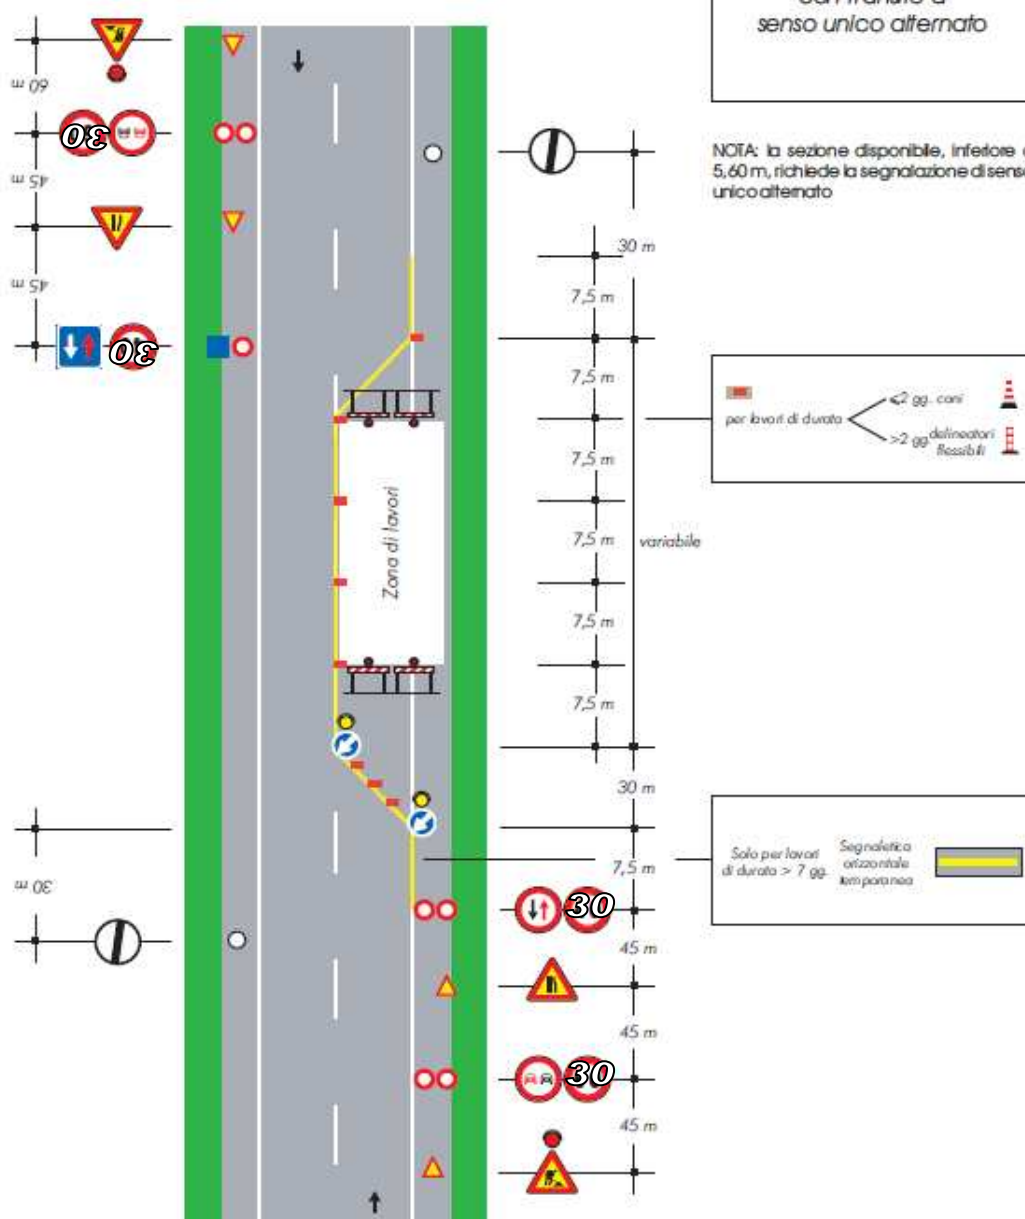 senso unico alternato
NOTA: la sezione disponibile, inferiore a
5,60 m, richiede la segnalazione di senso
unico alternato
60 m
30
45 m
45 m
30
30 m
7,5 m
7,5 m
7,5 m
7,5 m
7,5 m
7,5 m
variabile
Zona di lavori
per lavori di durata
≤2 gg. coni
>2 gg. delineatori
flessibili
30 m
7,5 m
Solo per lavori
di durata > 7 gg.
Segnaletica
orizzontale
temporanea
30 m
30
45 m
45 m
30
45 m